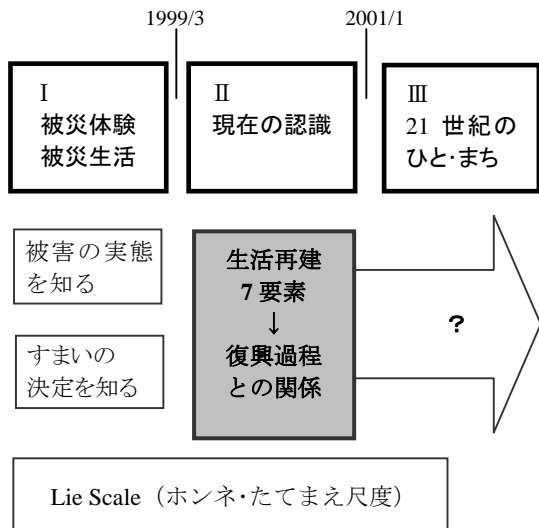 1999/3
2001/1
Ⅰ
被災体験
被災生活
Ⅱ
現在の認識
Ⅲ
21 世紀の
ひと・まち
被害の実態
を知る
すまいの
決定を知る
生活再建
7 要素
↓
復興過程
との関係
?
Lie Scale（ホンネ・たてまえ尺度）